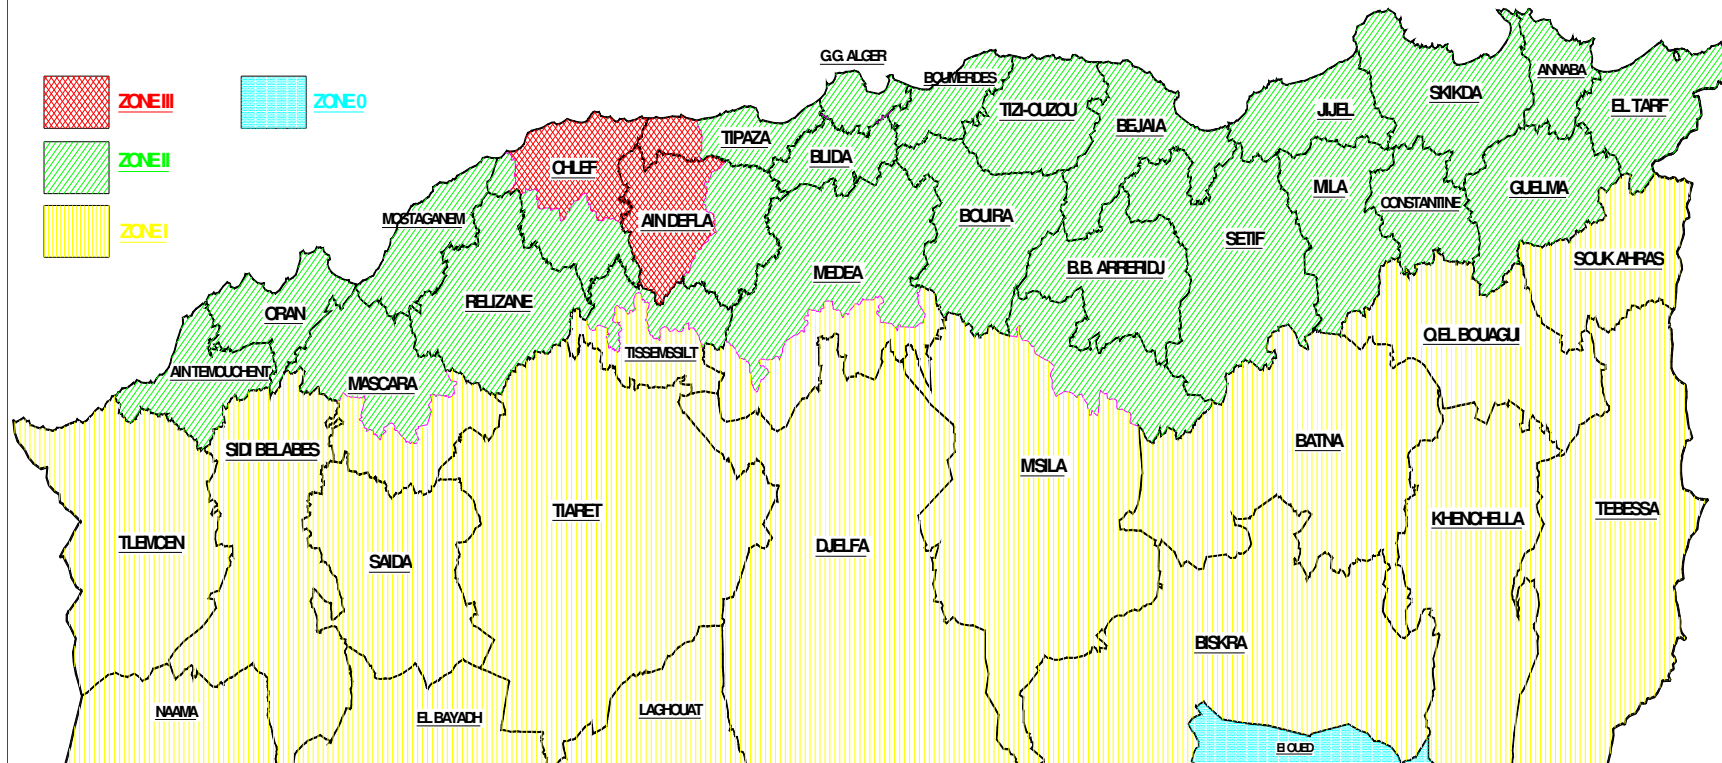 ZONE III
ZONE 0
ZONE II
ZONE I
G.G. ALGER
BOUMERDES
ANNABA
SKIKDA
EL TARF
TIZI-OUZOU
JIJEL
BEJAIA
TIPAZA
BLIDA
CHLEF
MILA
GUELMA
CONSTANTINE
MOSTAGANEM
AIN DEFLA
BOUIRA
SETIF
SOUK AHRAS
B.B. ARRERIDJ
MEDEA
RELIZANE
ORAN
O.EL BOUAGUI
TISSEMSSILT
AIN TEMOUCHENT
MASCARA
SIDI BELABES
BATNA
MSILA
TIARET
TEBESSA
KHENCHELLA
TLEMCEN
DJELFA
SAIDA
BISKRA
NAAMA
EL BAYADH
LAGHOUAT
El OUED